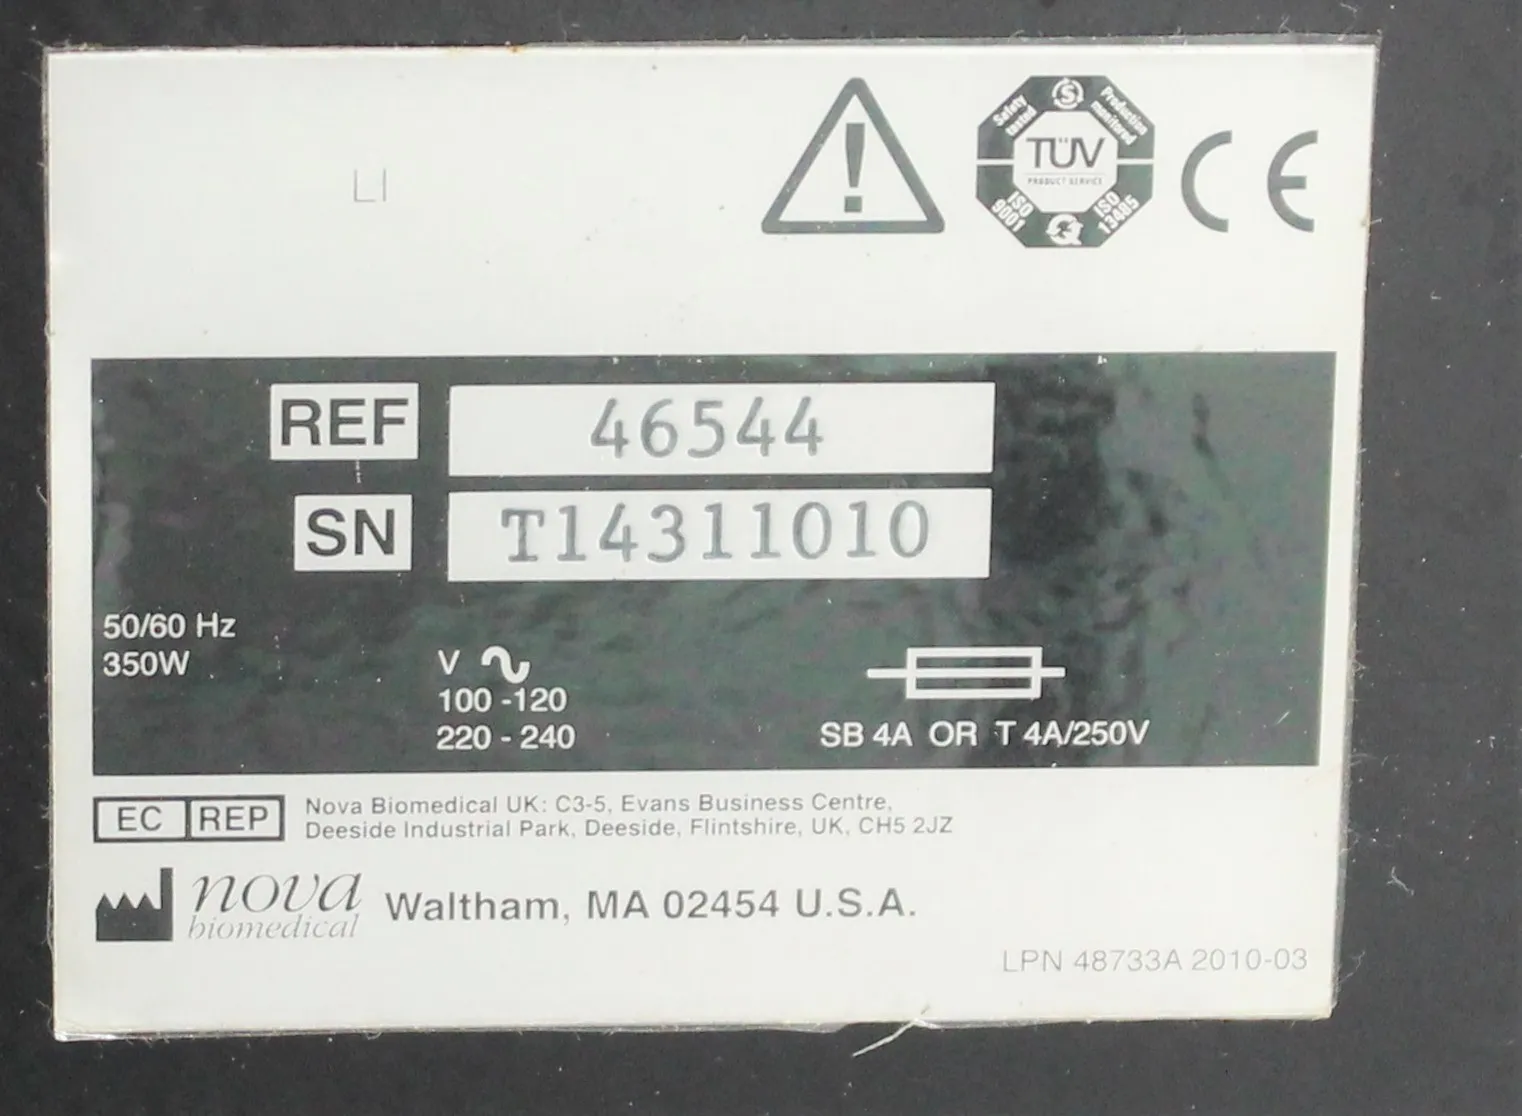 LI
Safety tested
S
Production monitored
TÜV
PRODUCT SERVICE
ISO 9001
Q
ISO 13485
CE
REF 46544
SN T14311010
50/60 Hz
350W
V
100 -120
220 - 240
SB 4A OR T 4A/250V
EC REP
Nova Biomedical UK: C3-5, Evans Business Centre,
Deeside Industrial Park, Deeside, Flintshire, UK, CH5 2JZ
nova
biomedical
Waltham, MA 02454 U.S.A.
LPN 48733A 2010-03